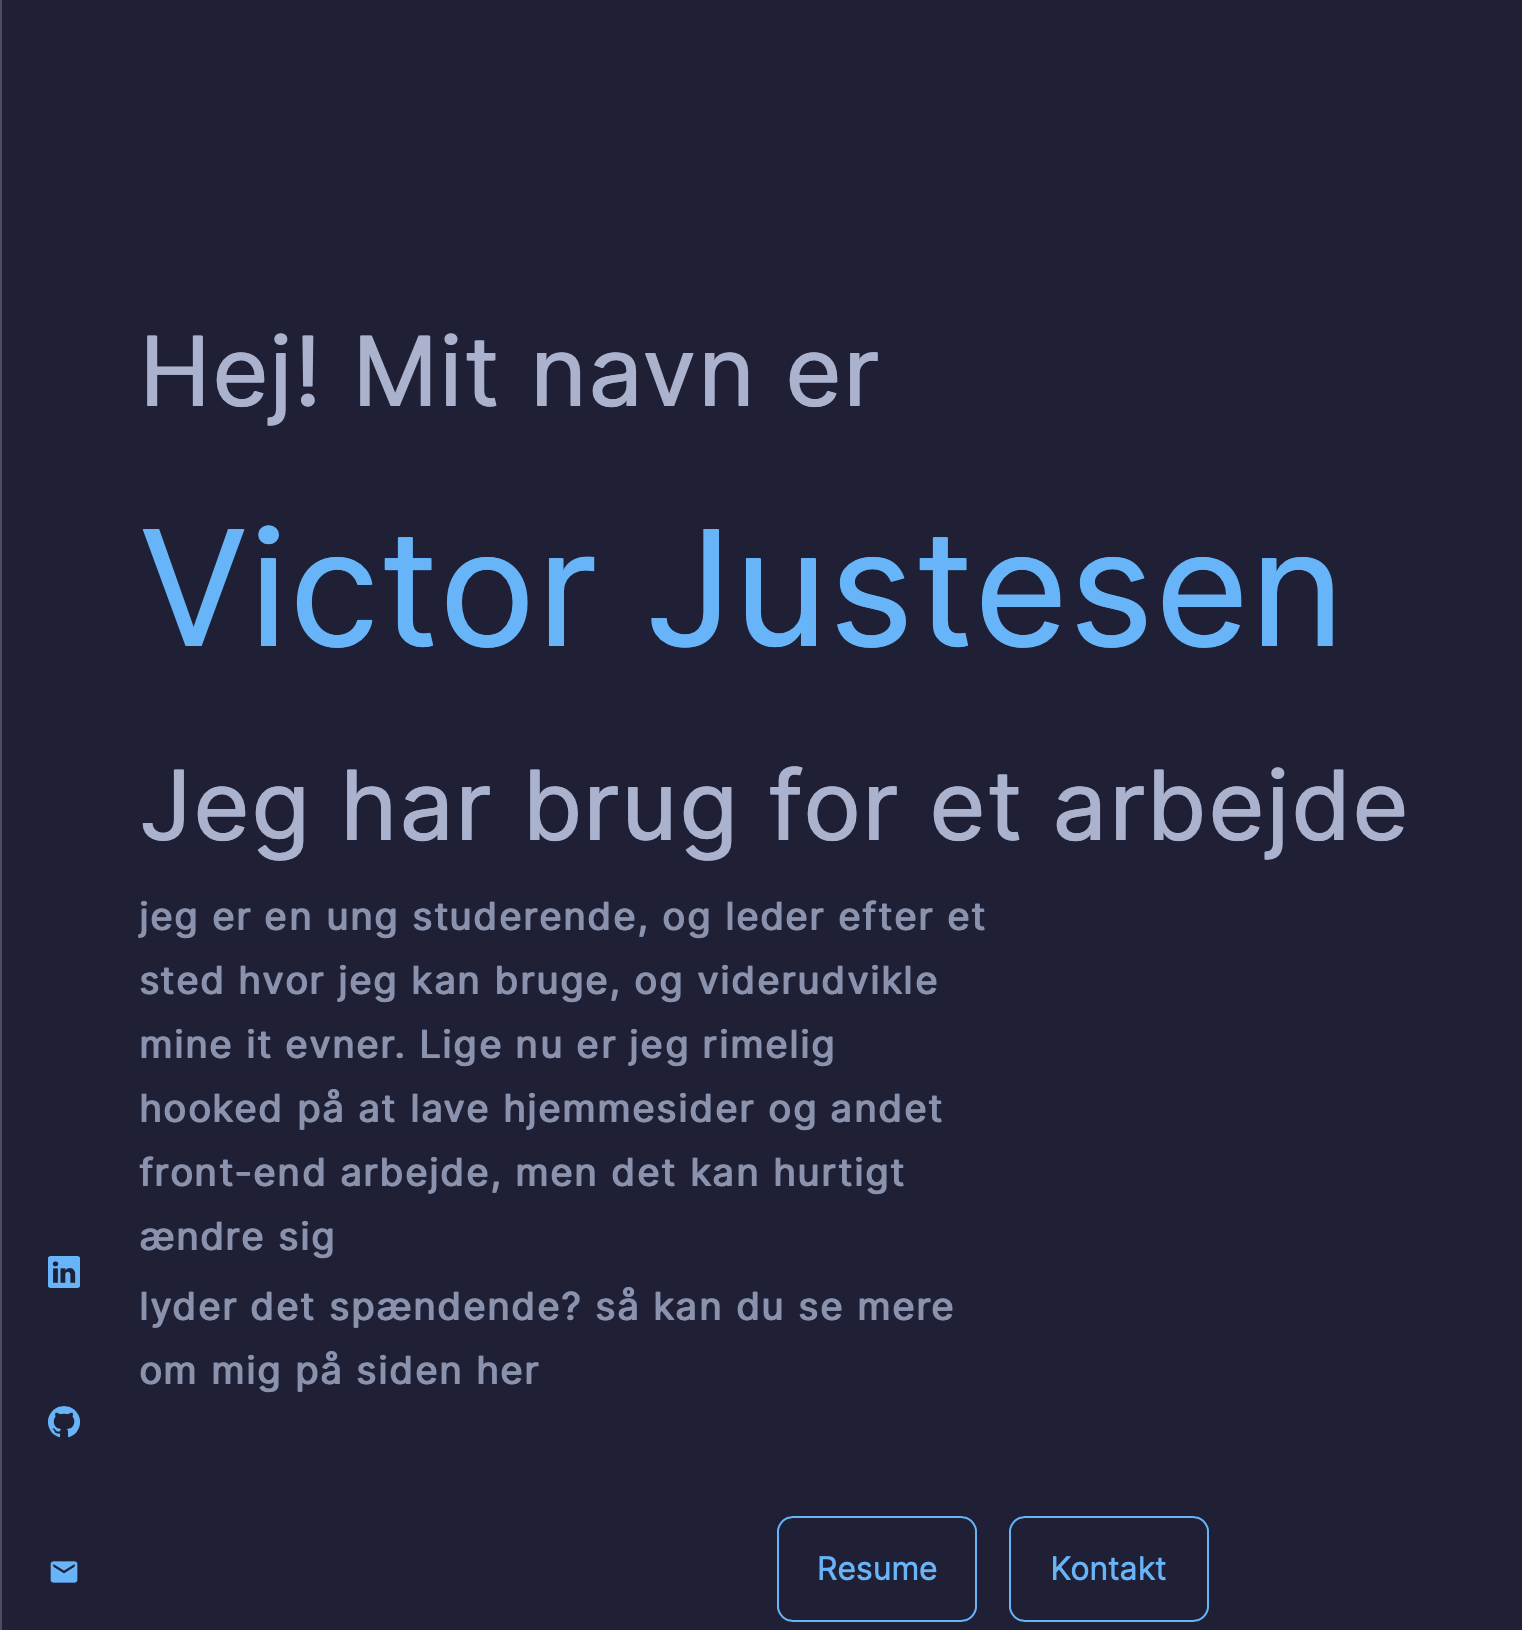 Hej! Mit navn er
Victor Justesen
Jeg har brug for et arbejde
jeg er en ung studerende, og leder efter et
sted hvor jeg kan bruge, og viderudvikle
mine it evner. Lige nu er jeg rimelig
hooked på at lave hjemmesider og andet
front-end arbejde, men det kan hurtigt
ændre sig
lyder det spændende? så kan du se mere
om mig på siden her
in
Resume
Kontakt